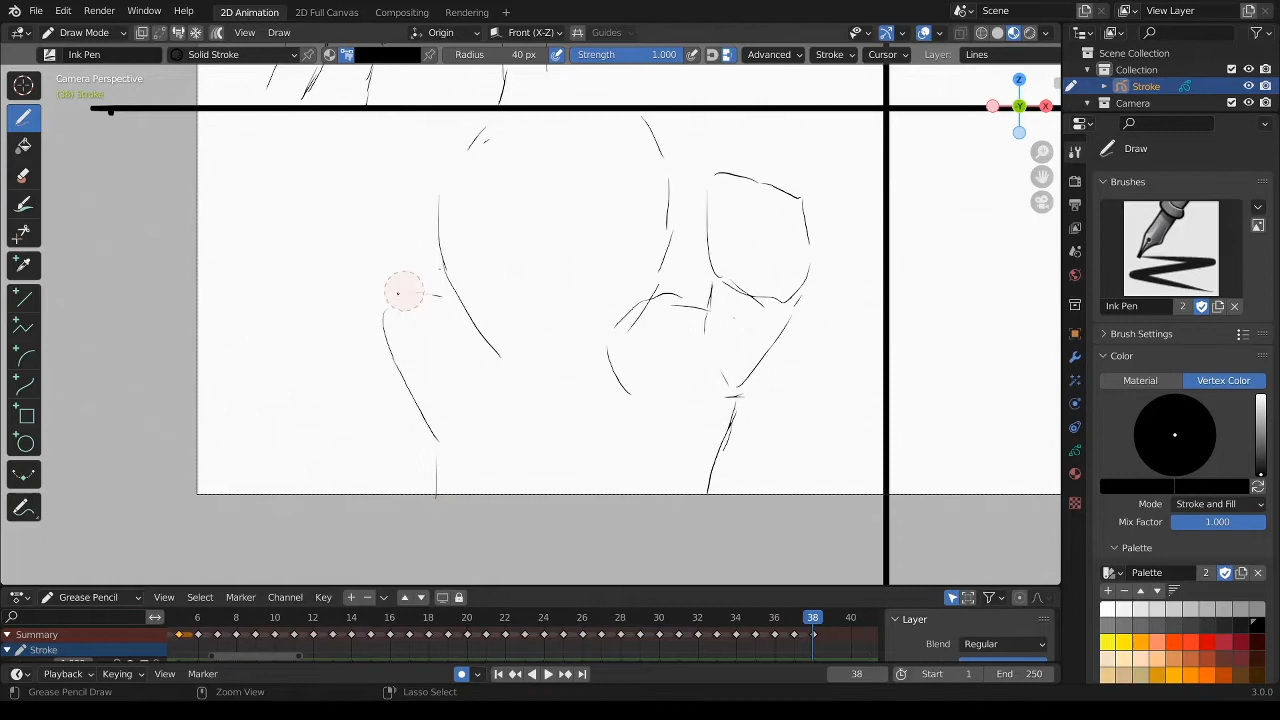 File Edit Render Window Help 2D Animation 2D Full Canvas Compositing Rendering + Scene View Layer
Draw Mode View Draw Origin Front (X-Z) Guides
Ink Pen Solid Stroke Radius 40 px Strength 1.000 Advanced Stroke Cursor Layer: Lines
Scene Collection
Collection
Stroke
Camera
Camera Perspective
(38) Stroke
Z
Y
X
Draw
Brushes
Ink Pen 2
Brush Settings
Color
Material Vertex Color
Mode Stroke and Fill
Mix Factor 1.000
Palette
Palette 2
Grease Pencil View Select Marker Channel Key
6 8 10 12 14 16 18 20 22 24 26 28 30 32 34 36 38 40
Summary
Stroke
Layer
Blend Regular
Playback Keying View Marker 38 Start 1 End 250
Grease Pencil Draw Zoom View Lasso Select 3.0.0